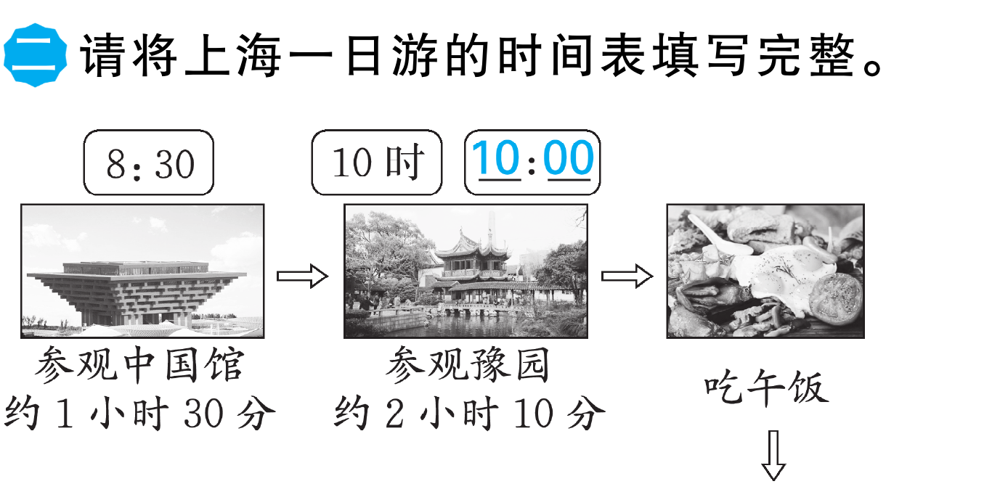 二 请将上海一日游的时间表填写完整。
8:30 10时 10:00
参观中国馆 参观豫园 吃午饭
约1小时30分 约2小时10分